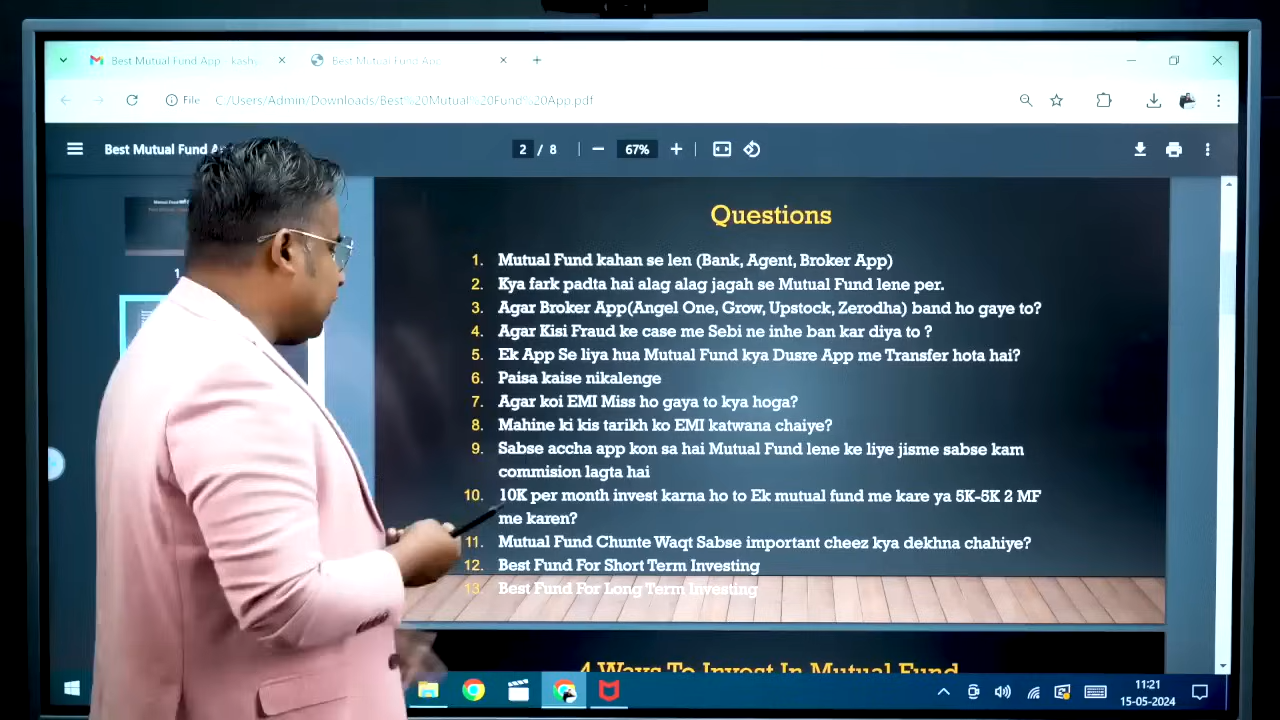 Best Mutual Fund App - kashi
Best Mutual Fund App
File C:/Users/Admin/Downloads/Best%20Mutual%20Fund%20App.pdf
Best Mutual Fund
2 / 8
67%
Questions
1. Mutual Fund kahan se len (Bank, Agent, Broker App)
2. Kya fark padta hai alag alag jagah se Mutual Fund lene per.
3. Agar Broker App(Angel One, Grow, Upstock, Zerodha) band ho gaye to?
4. Agar Kisi Fraud ke case me Sebi ne inhe ban kar diya to ?
5. Ek App Se liya hua Mutual Fund kya Dusre App me Transfer hota hai?
6. Paisa kaise nikalenge
7. Agar koi EMI Miss ho gaya to kya hoga?
8. Mahine ki kis tarikh ko EMI katwana chaiye?
9. Sabse accha app kon sa hai Mutual Fund lene ke liye jisme sabse kam
commision lagta hai
10. 10K per month invest karna ho to Ek mutual fund me kare ya 5K-5K 2 MF
me karen?
11. Mutual Fund Chunte Waqt Sabse important cheez kya dekhna chahiye?
12. Best Fund For Short Term Investing
13. Best Fund For Long Term Investing
4 Ways To Invest In Mutual Fund
1
11:21
15-05-2024